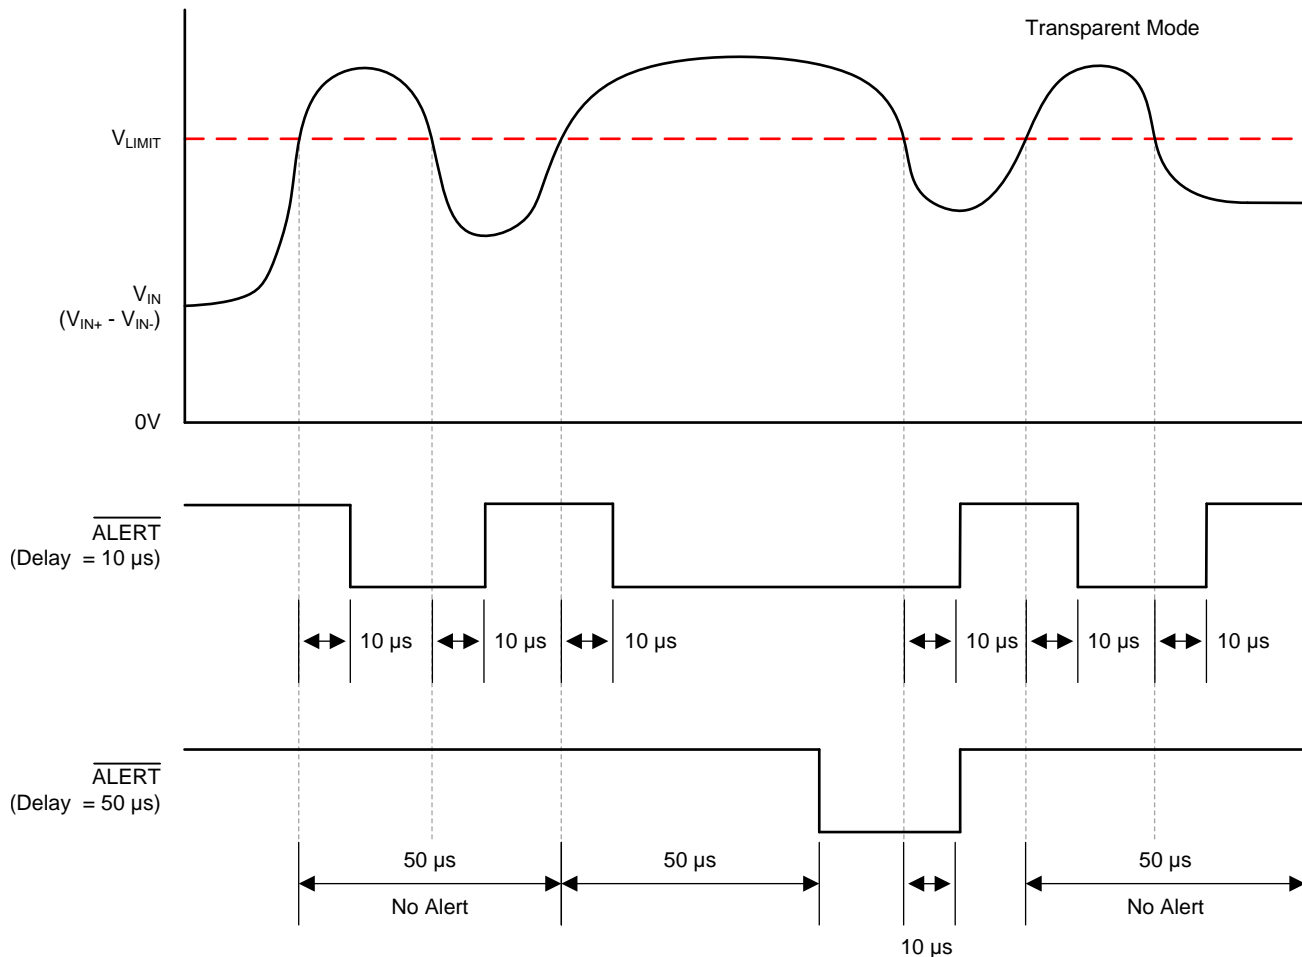 Transparent Mode
VLIMIT
VIN
(VIN+ - VIN-)
0V
ALERT
(Delay = 10 µs)
10 µs
10 µs
10 µs
10 µs
10 µs
10 µs
ALERT
(Delay = 50 µs)
50 µs
50 µs
50 µs
No Alert
No Alert
10 µs